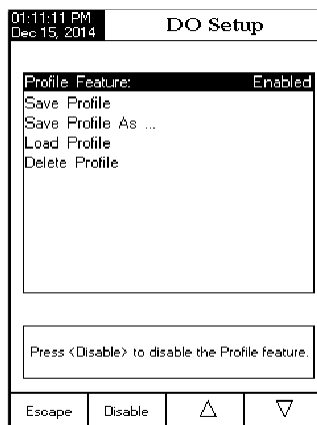 01:11:11 PM
Dec 15, 2014
DO Setup
Profile Feature: Enabled
Save Profile
Save Profile As ...
Load Profile
Delete Profile
Press <Disable> to disable the Profile feature.
Escape Disable △ ▽